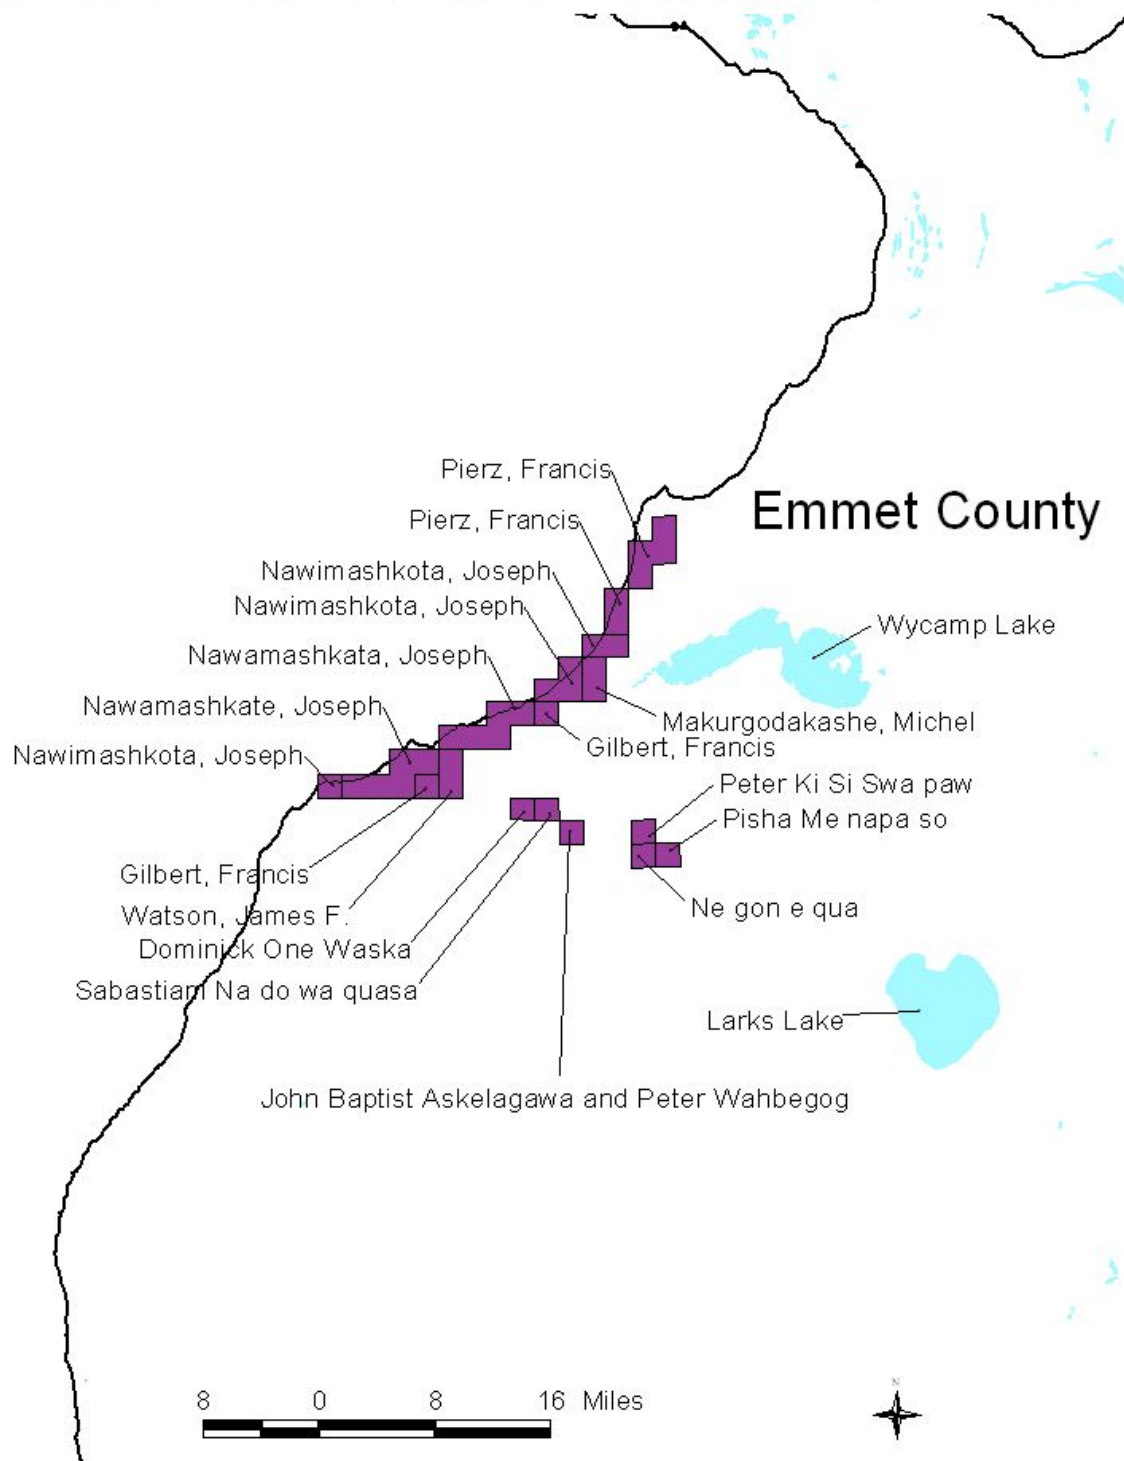 Pierz, Francis
Emmet County
Pierz, Francis
Nawimashkota, Joseph
Nawimashkota, Joseph
Wycamp Lake
Nawamashkata, Joseph
Nawamashkate, Joseph
Makurgodakashe, Michel
Gilbert, Francis
Nawimashkota, Joseph
Peter Ki Si Swa paw
Pisha Me napa so
Gilbert, Francis
Ne gon e qua
Watson, James F.
Dominick One Waska
Sabastiam Na do wa quasa
Larks Lake
John Baptist Askelagawa and Peter Wahbegog
8 0 8 16 Miles
N